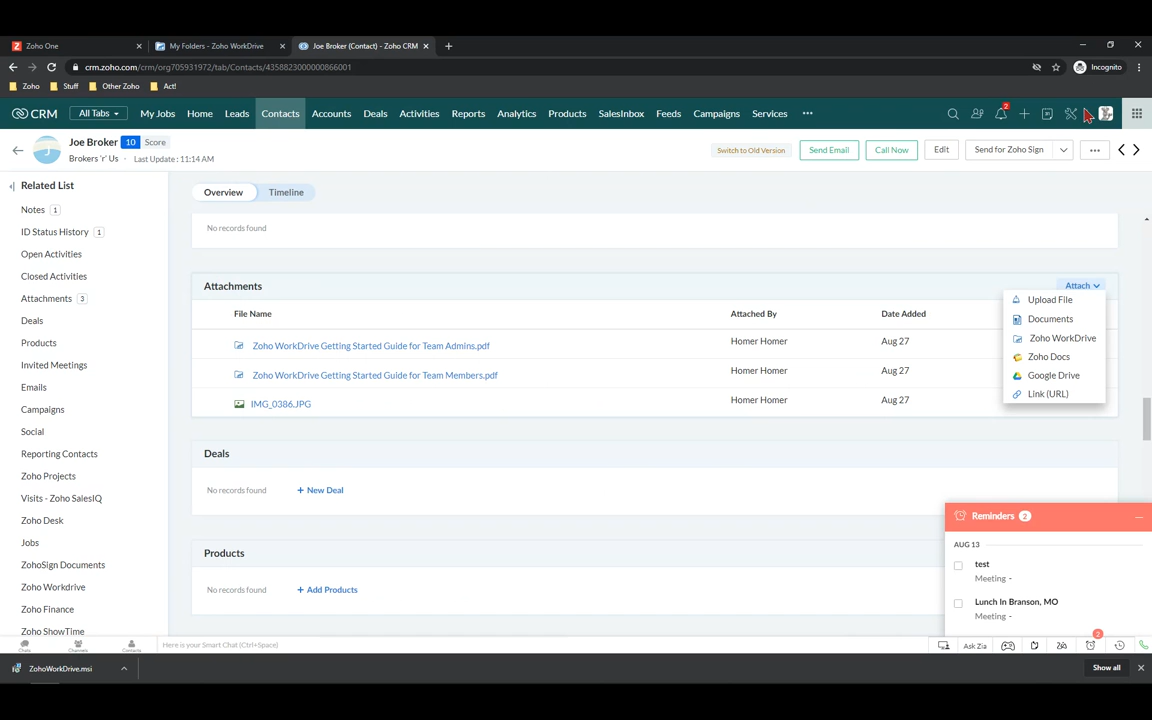 Zoho One
My Folders - Zoho WorkDrive
Joe Broker (Contact) - Zoho CRM
crm.zoho.com/crm/org705931972/tab/Contacts/4358823000000866001
Incognito
Zoho
Stuff
Other Zoho
Act!
CRM
All Tabs
My Jobs
Home
Leads
Contacts
Accounts
Deals
Activities
Reports
Analytics
Products
SalesInbox
Feeds
Campaigns
Services
2
Joe Broker 10 Score
Brokers 'r' Us · Last Update : 11:14 AM
Switch to Old Version
Send Email
Call Now
Edit
Send for Zoho Sign
Related List
Notes 1
ID Status History 1
Open Activities
Closed Activities
Attachments 3
Deals
Products
Invited Meetings
Emails
Campaigns
Social
Reporting Contacts
Zoho Projects
Visits - Zoho SalesIQ
Zoho Desk
Jobs
ZohoSign Documents
Zoho Workdrive
Zoho Finance
Zoho ShowTime
Overview
Timeline
No records found
Attachments
Attach
File Name
Attached By
Date Added
Zoho WorkDrive Getting Started Guide for Team Admins.pdf
Homer Homer
Aug 27
Zoho WorkDrive Getting Started Guide for Team Members.pdf
Homer Homer
Aug 27
IMG_0386.JPG
Homer Homer
Aug 27
Upload File
Documents
Zoho WorkDrive
Zoho Docs
Google Drive
Link (URL)
Deals
No records found
+ New Deal
Products
No records found
+ Add Products
Reminders 2
AUG 13
test
Meeting -
Lunch In Branson, MO
Meeting -
Chats
Channels
Contacts
Here is your Smart Chat (Ctrl+Space)
Ask Zia
2
ZohoWorkDrive.msi
Show all